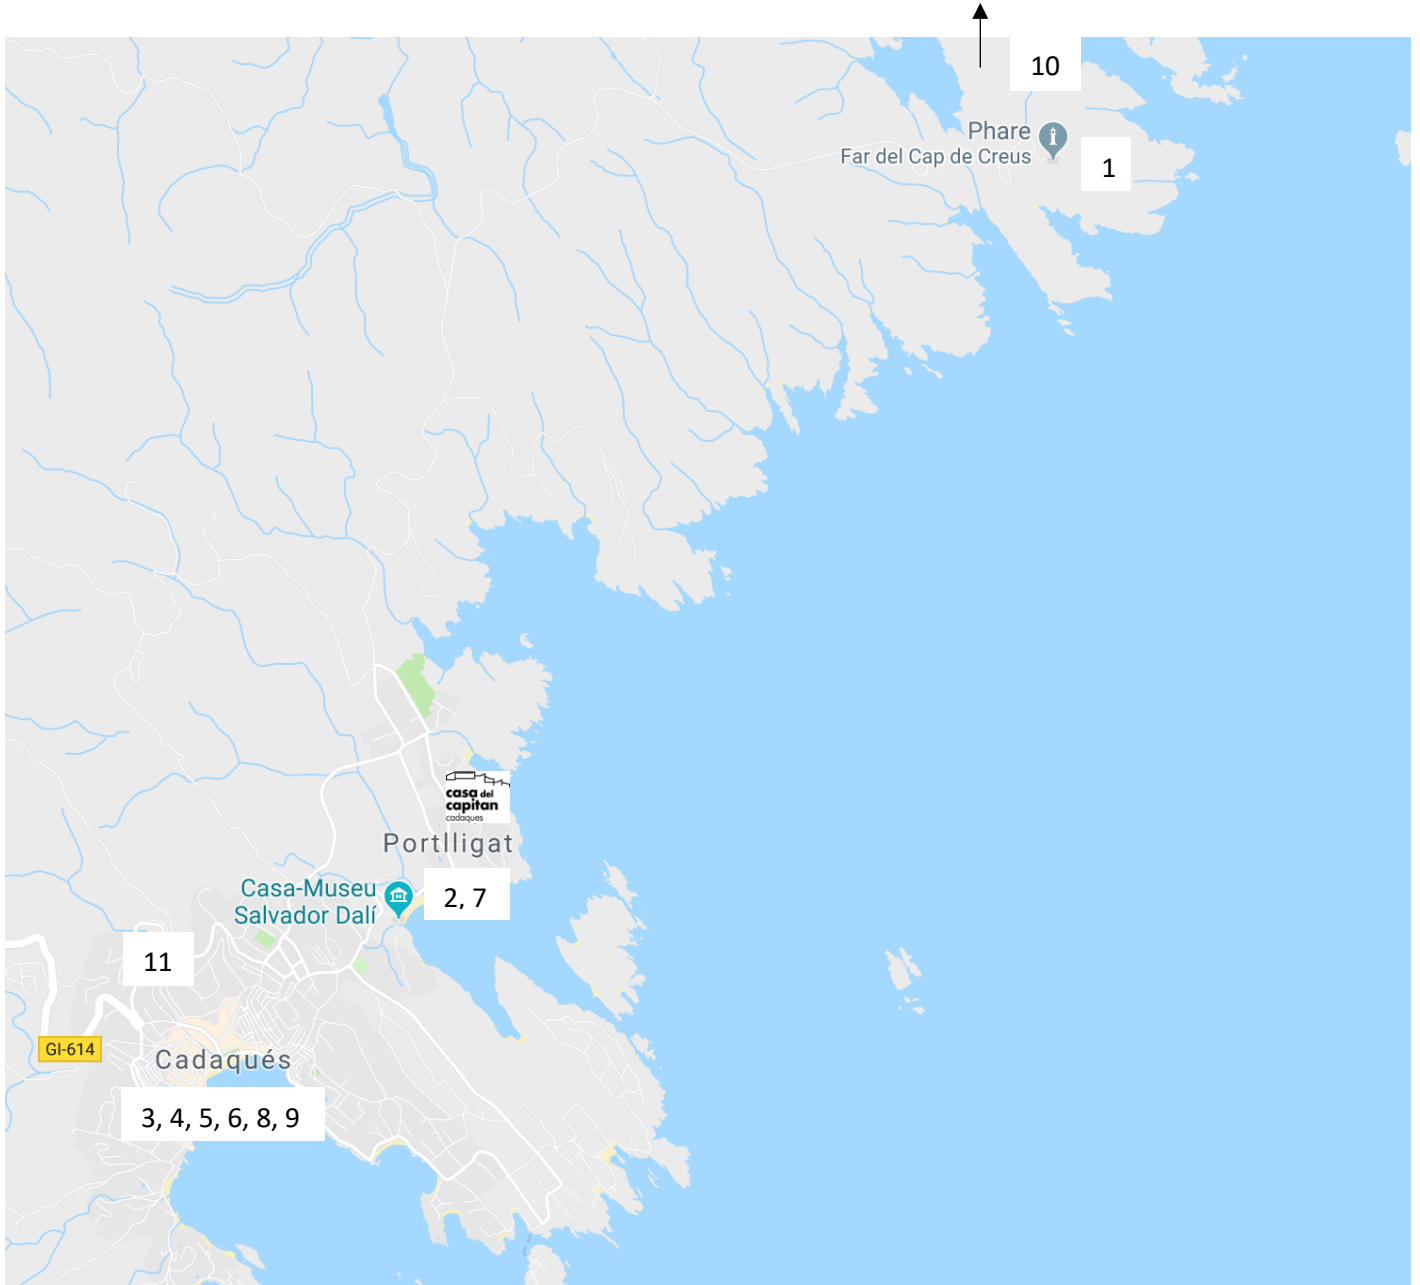 10
Phare
Far del Cap de Creus
1
casa del
capitan
cadaques
Portlligat
Casa-Museu
Salvador Dalí
2, 7
11
GI-614
Cadaqués
3, 4, 5, 6, 8, 9